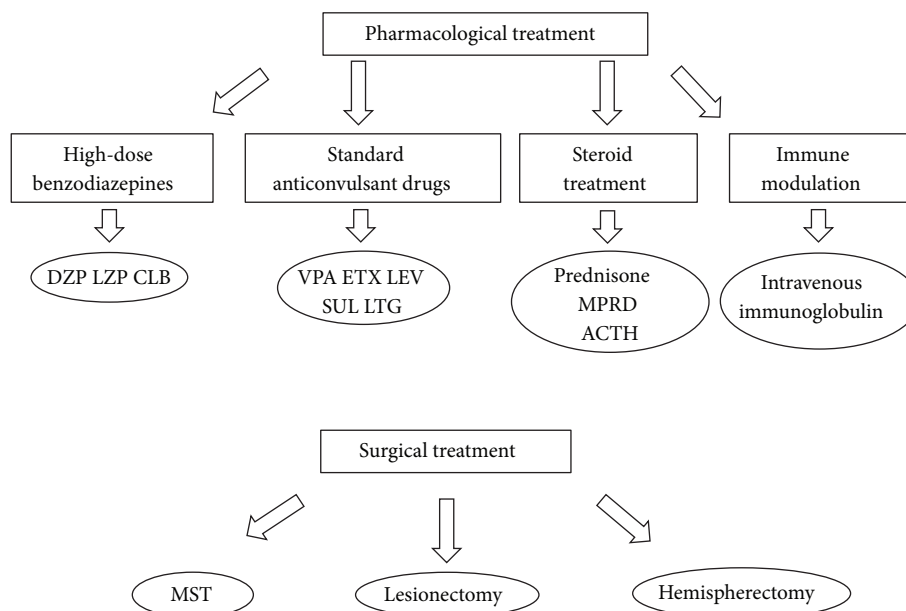 Pharmacological treatment
High-dose
benzodiazepines
Standard
anticonvulsant drugs
Steroid
treatment
Immune
modulation
DZP LZP CLB
VPA ETX LEV
SUL LTG
Prednisone
MPRD
ACTH
Intravenous
immunoglobulin
Surgical treatment
MST
Lesionectomy
Hemispherectomy